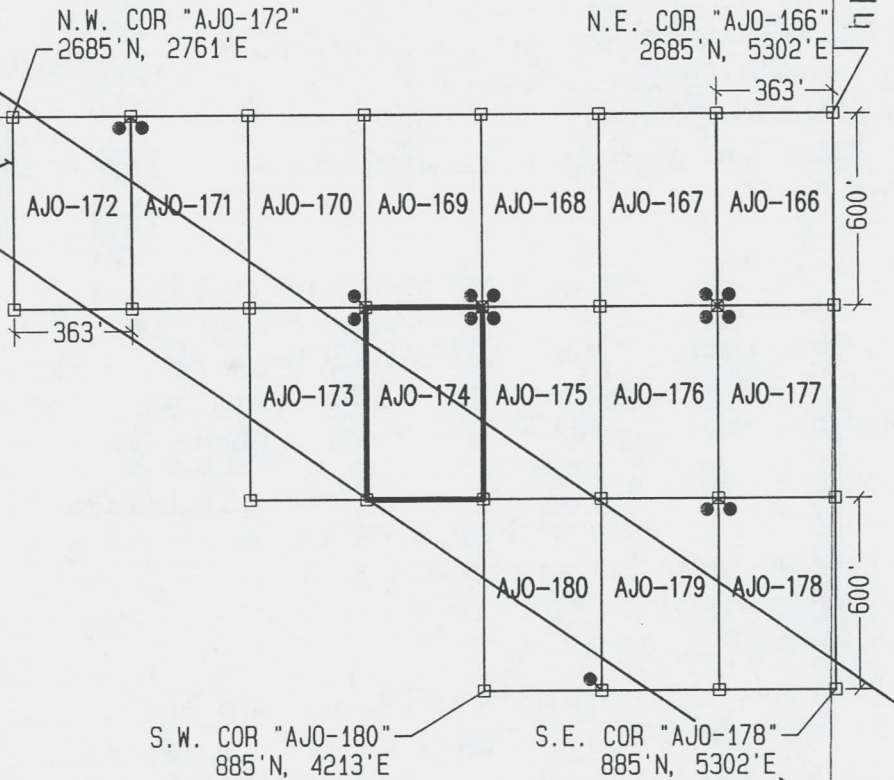 N.W. COR "AJO-172"
2685'N, 2761'E
N.E. COR "AJO-166"
2685'N, 5302'E
363'
AJO-172
AJO-171
AJO-170
AJO-169
AJO-168
AJO-167
AJO-166
600'
363'
AJO-173
AJO-174
AJO-175
AJO-176
AJO-177
AJO-180
AJO-179
AJO-178
600'
S.W. COR "AJO-180"
885'N, 4213'E
S.E. COR "AJO-178"
885'N, 5302'E